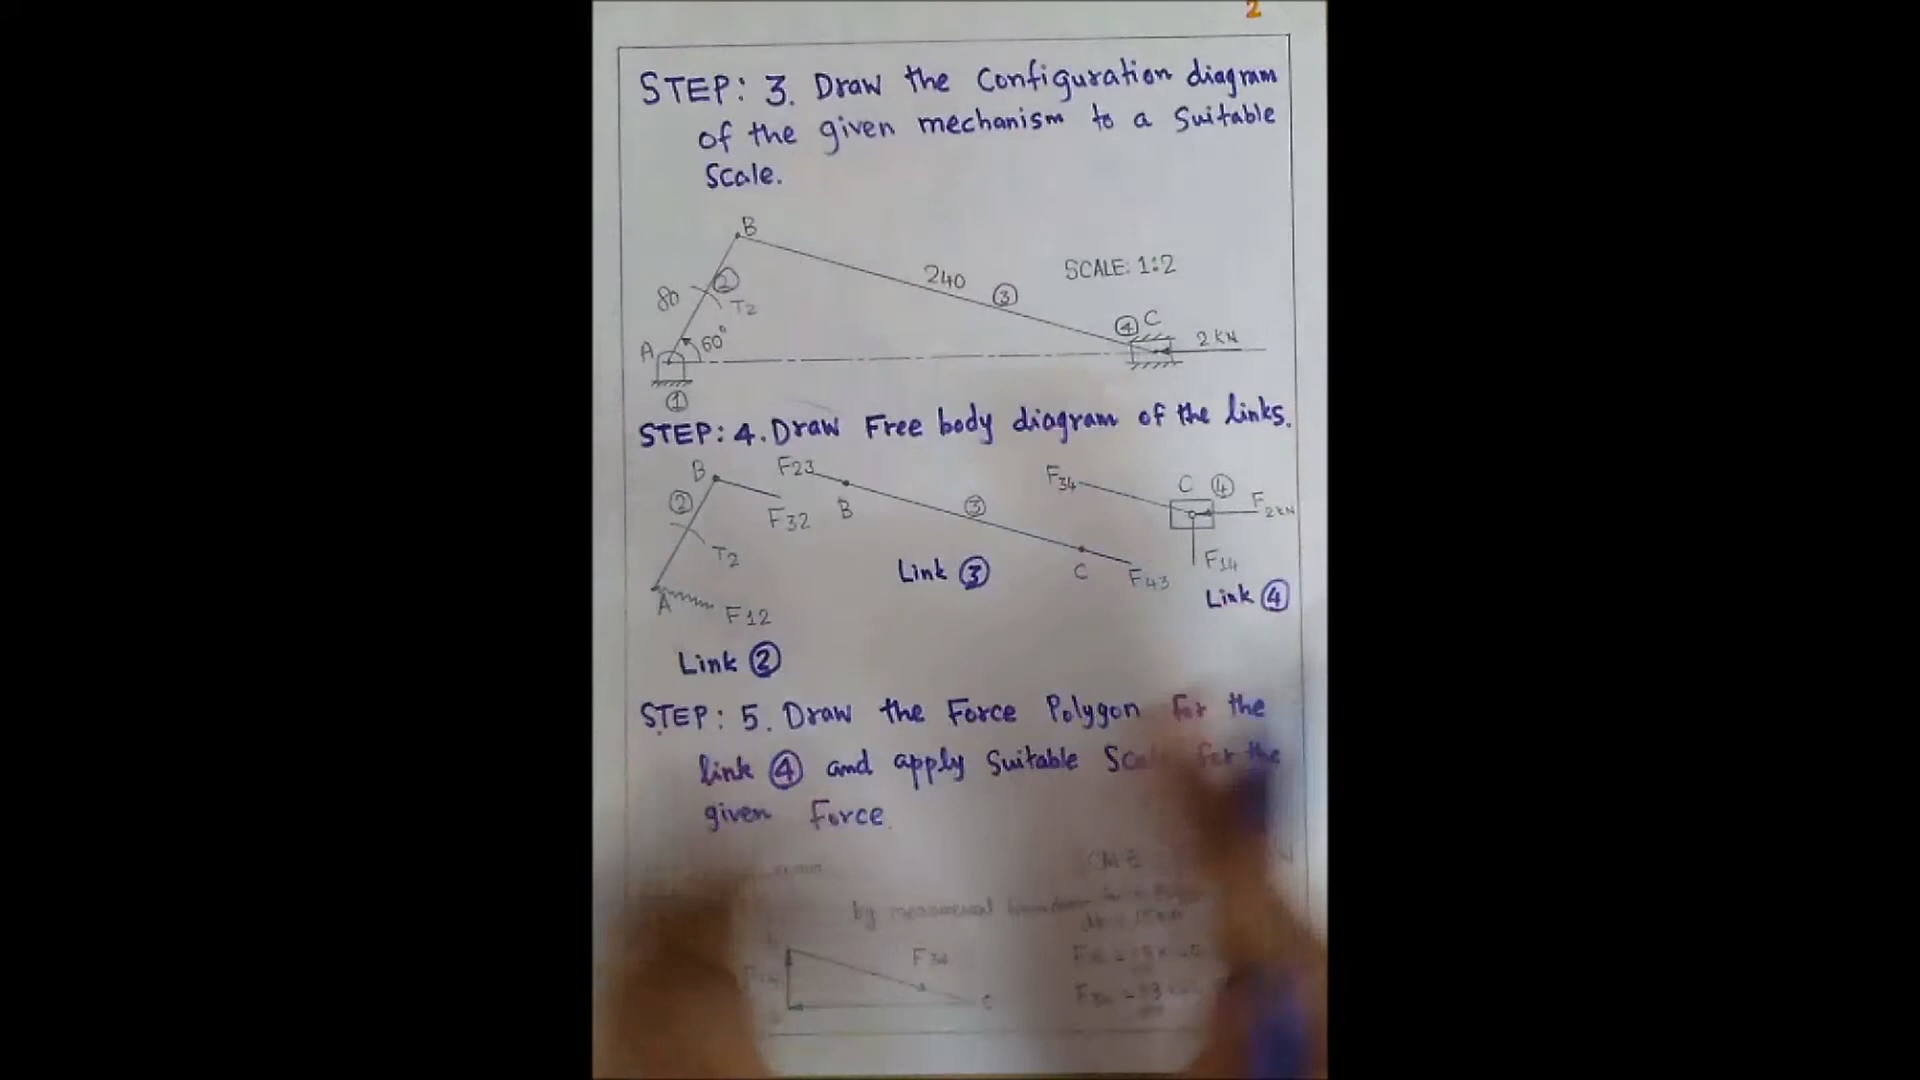 2
STEP: 3. Draw the Configuration diagram
of the given mechanism to a Suitable
Scale.
B
80
2
T2
240
3
SCALE: 1:2
A
60°
4
C
2 KN
1
STEP: 4. Draw Free body diagram of the links.
B
F23
F34
C
4
2
F32
B
3
F2KN
T2
F14
Link 3
C
F43
A
F12
Link 4
Link 2
STEP: 5. Draw the Force Polygon For the
link 4 and apply Suitable for the
given Force.
by
F34
C